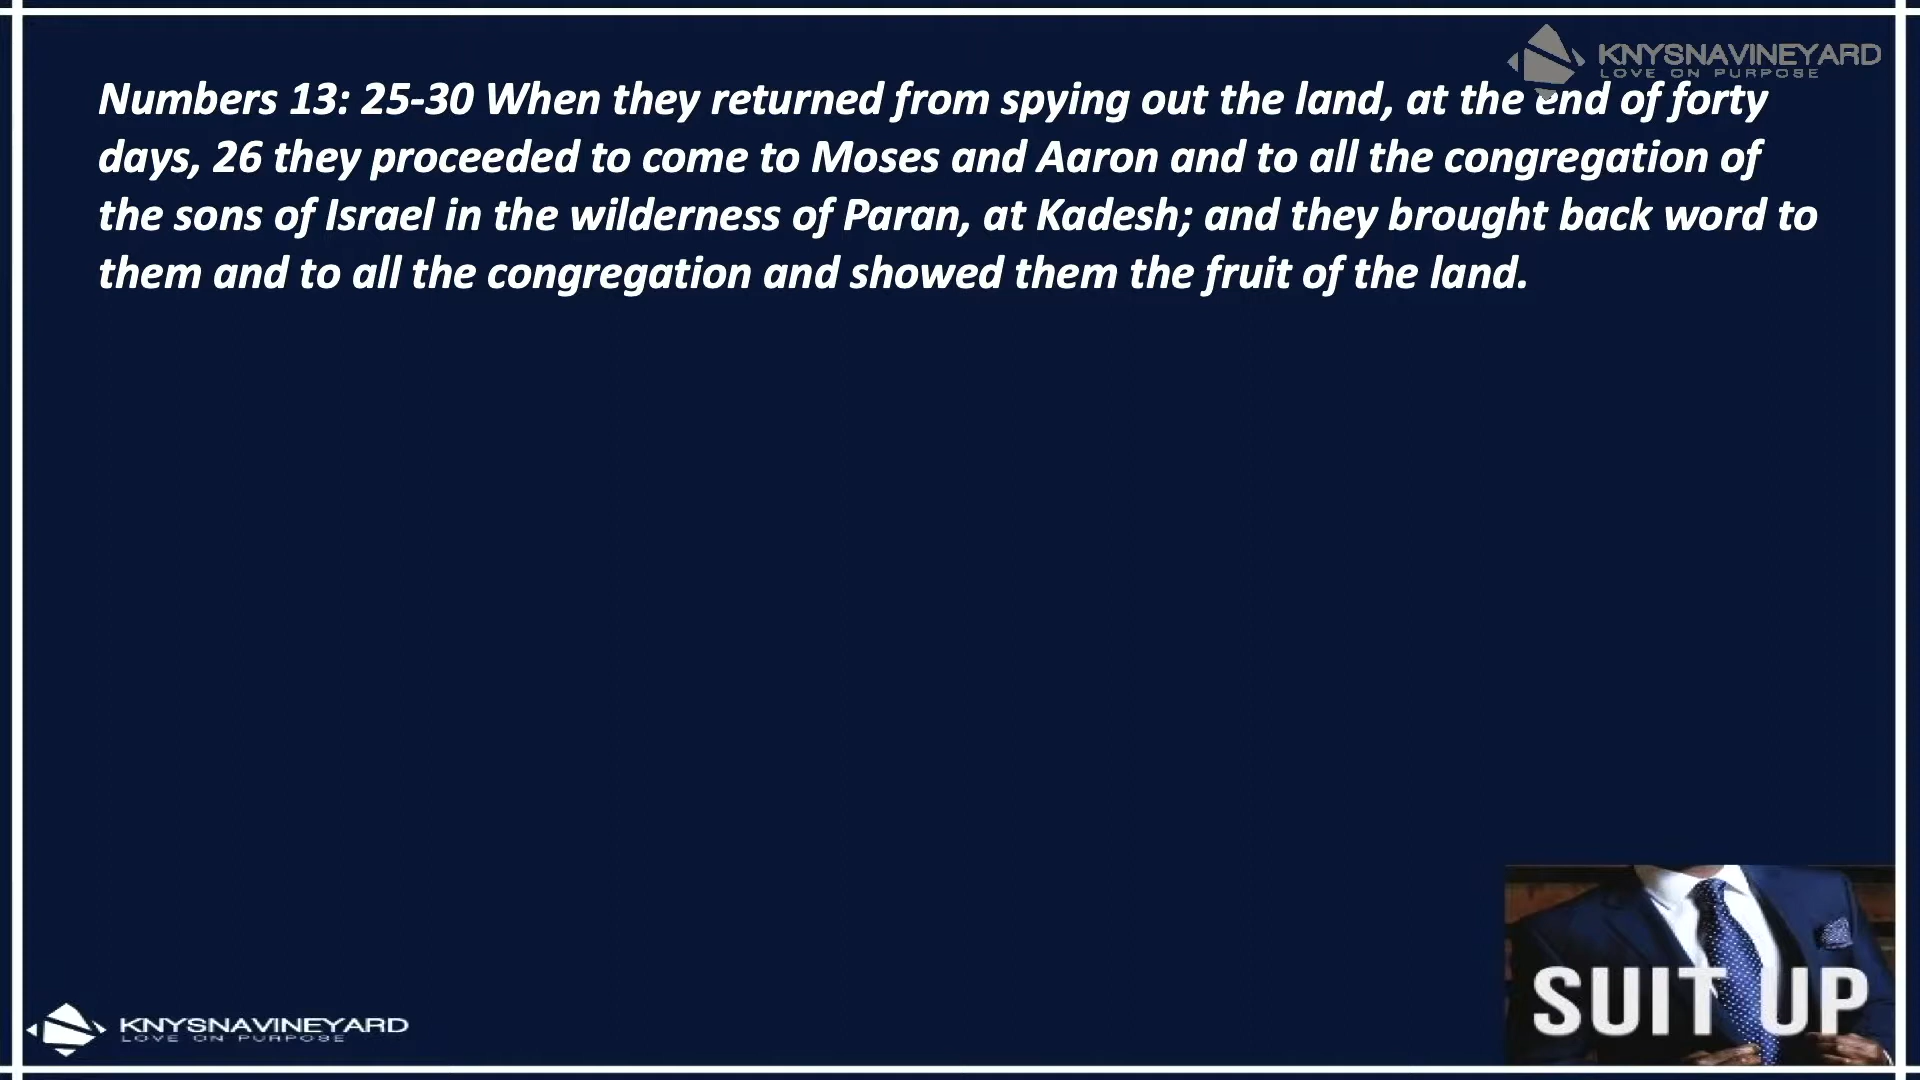 KNYSNAVINEYARD
LOVE ON PURPOSE
Numbers 13: 25-30 When they returned from spying out the land, at the end of forty
days, 26 they proceeded to come to Moses and Aaron and to all the congregation of
the sons of Israel in the wilderness of Paran, at Kadesh; and they brought back word to
them and to all the congregation and showed them the fruit of the land.
SUIT UP
KNYSNAVINEYARD
LOVE ON PURPOSE